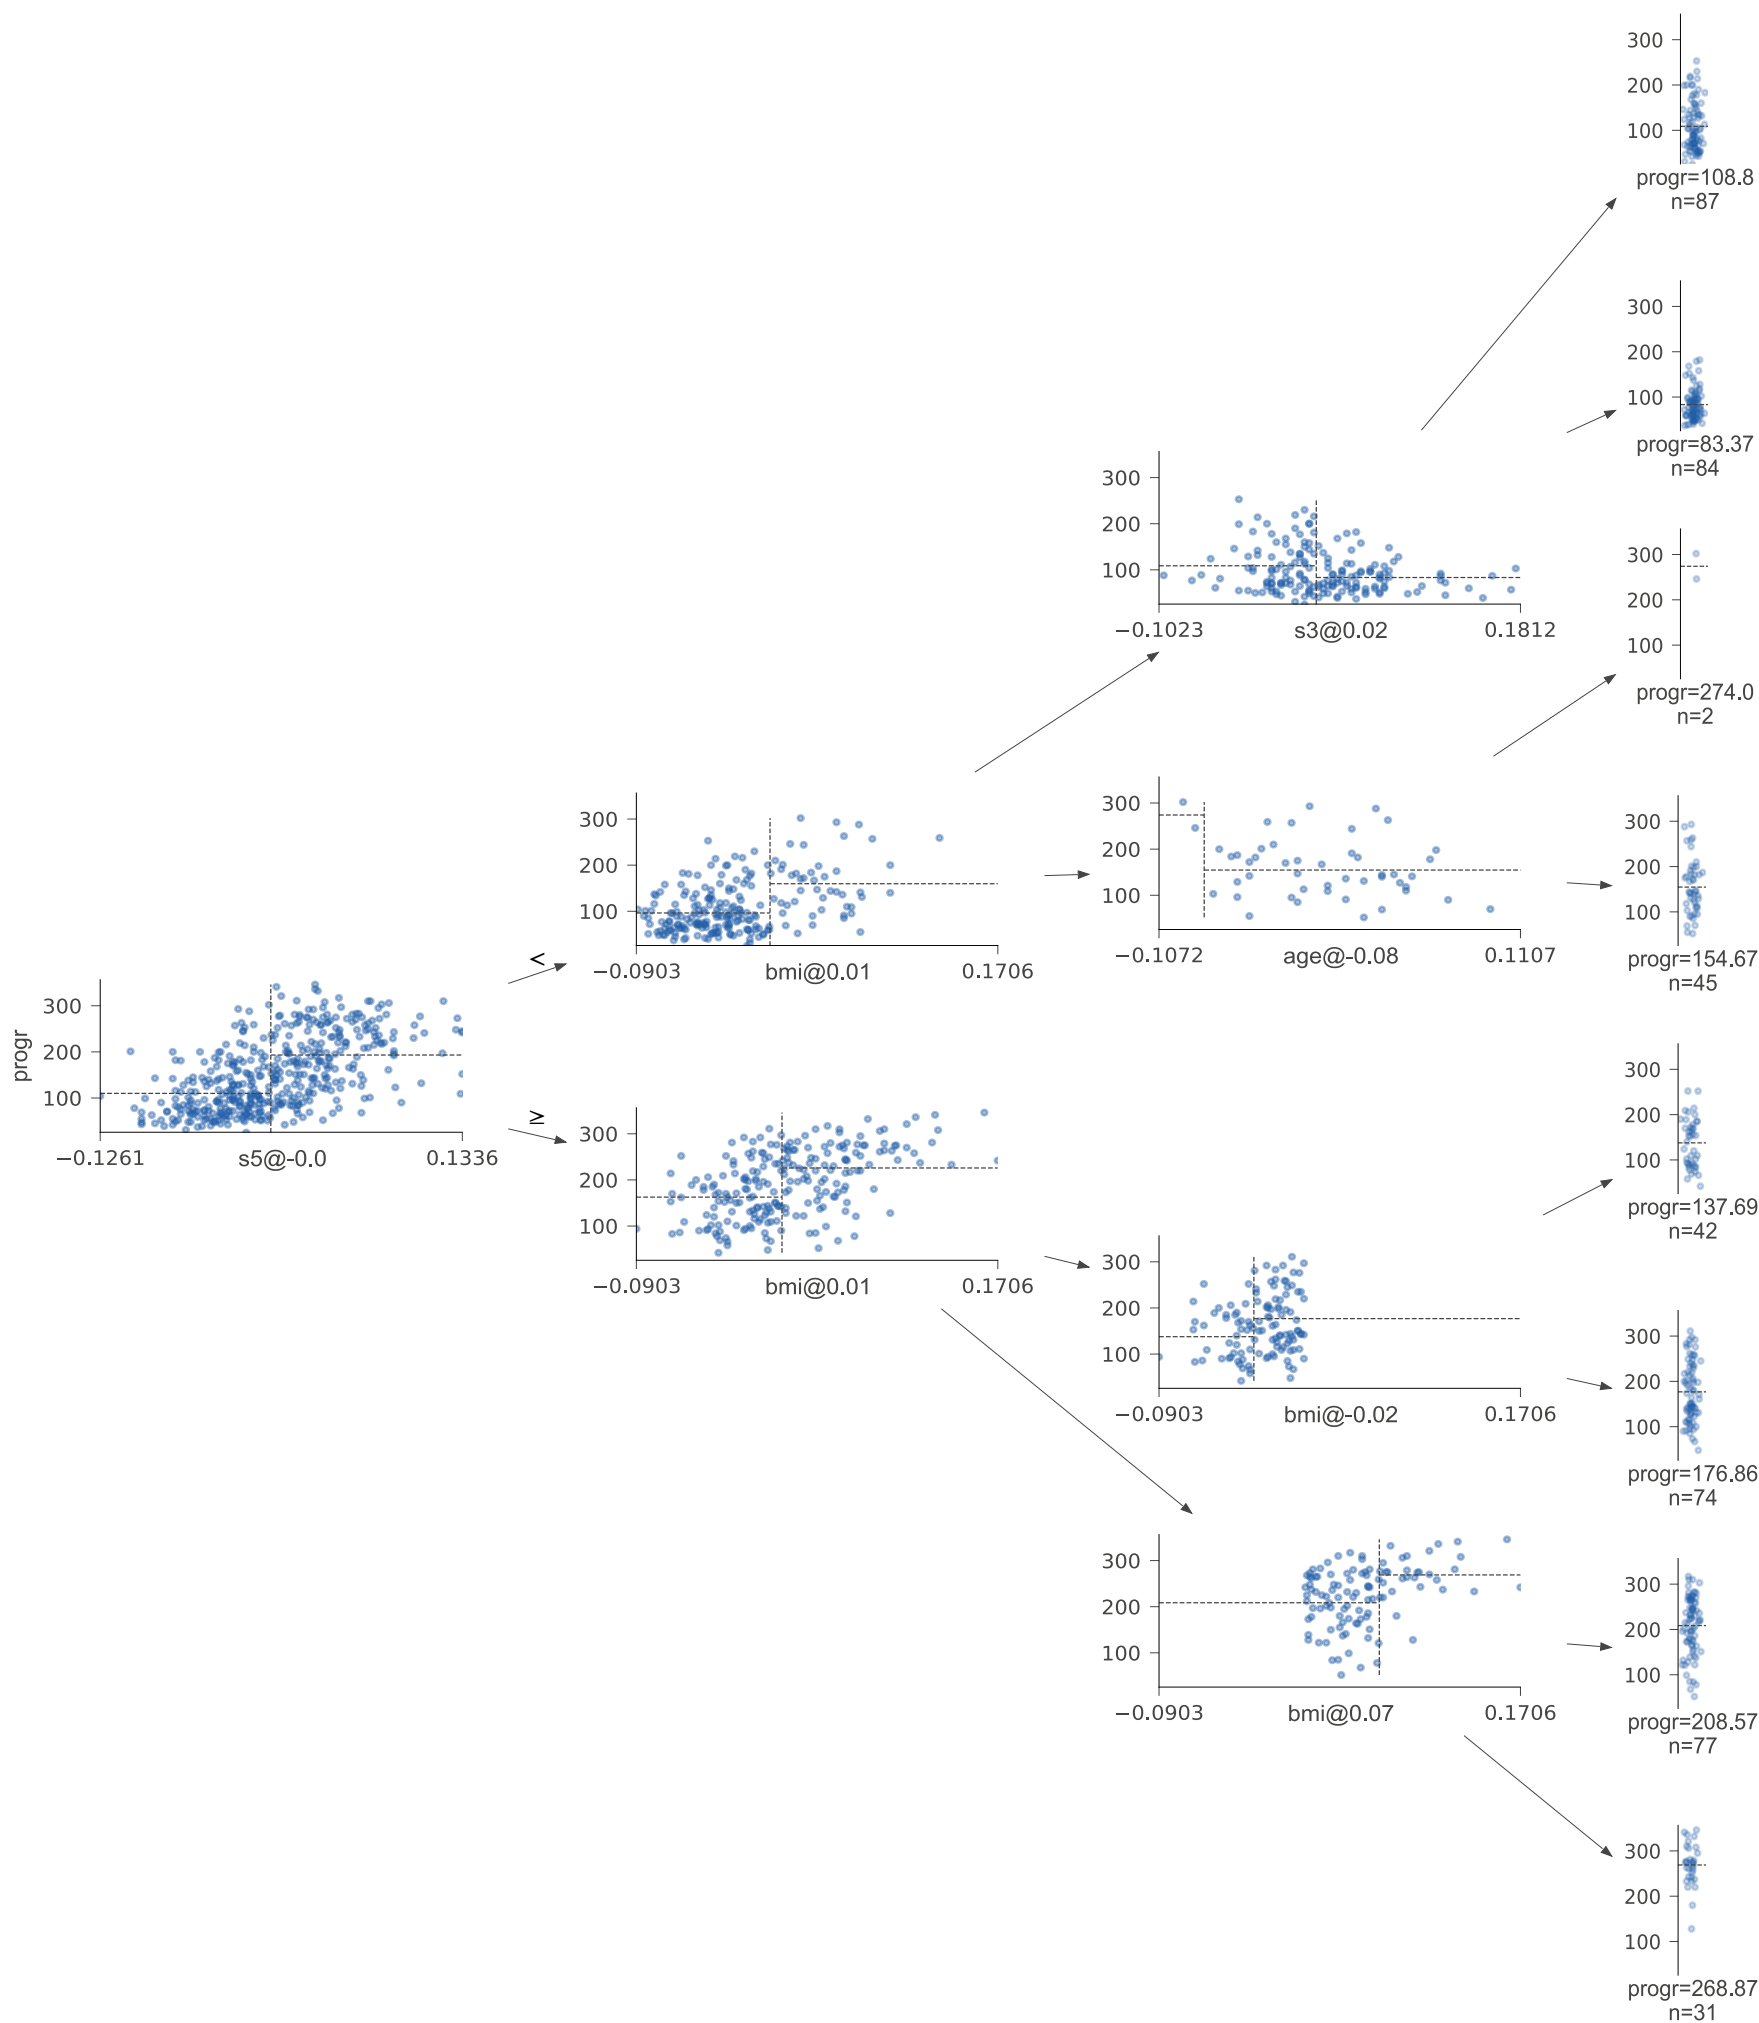 300
200
100
progr=108.8
n=87
300
200
100
progr=83.37
n=84
300
200
100
−0.1023 s3@0.02 0.1812
300
200
100
progr=274.0
n=2
300
200
100
−0.1072 age@-0.08 0.1107
300
200
100
progr=154.67
n=45
300
200
100
−0.0903 bmi@0.01 0.1706
<
progr
300
200
100
−0.1261 s5@-0.0 0.1336
≥
300
200
100
−0.0903 bmi@0.01 0.1706
300
200
100
progr=137.69
n=42
300
200
100
−0.0903 bmi@-0.02 0.1706
300
200
100
progr=176.86
n=74
300
200
100
−0.0903 bmi@0.07 0.1706
300
200
100
progr=208.57
n=77
300
200
100
progr=268.87
n=31